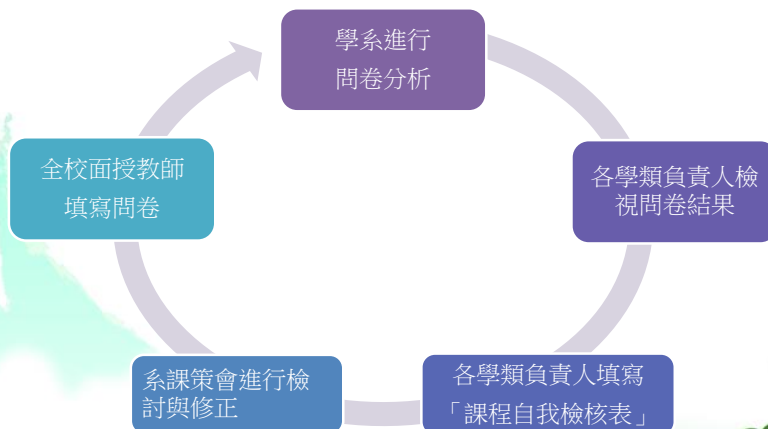 學系進行
問卷分析
各學類負責人檢
視問卷結果
各學類負責人填寫
「課程自我檢核表」
系課策會進行檢
討與修正
全校面授教師
填寫問卷